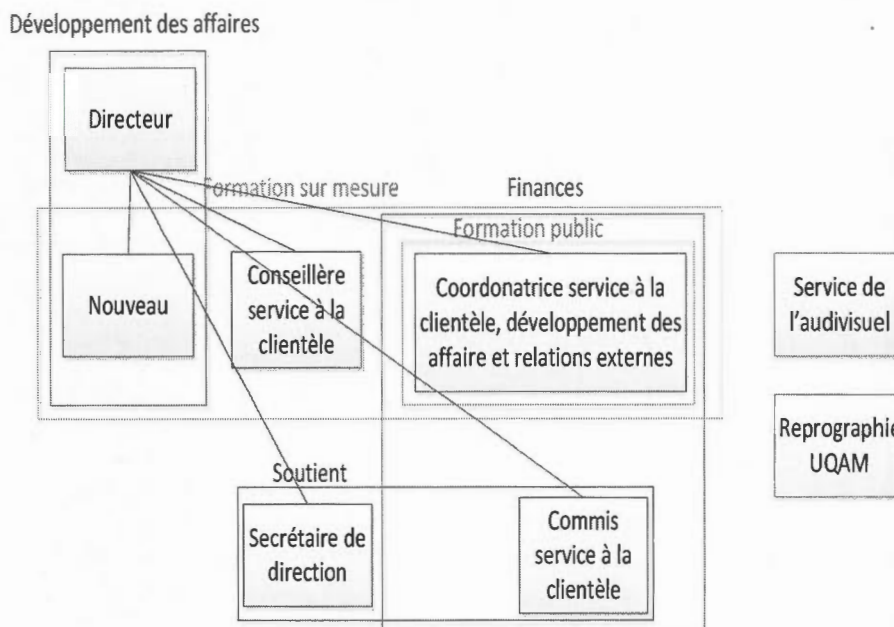 Développement des affaires
Directeur
Formation sur mesure
Finances
Formation public
Nouveau
Conseillère
service à la
clientèle
Coordonatrice service à la
clientèle, développement des
affaire et relations externes
Service de
l'audivisuel
Reprographie
UQAM
Soutient
Secrétaire de
direction
Commis
service à la
clientèle